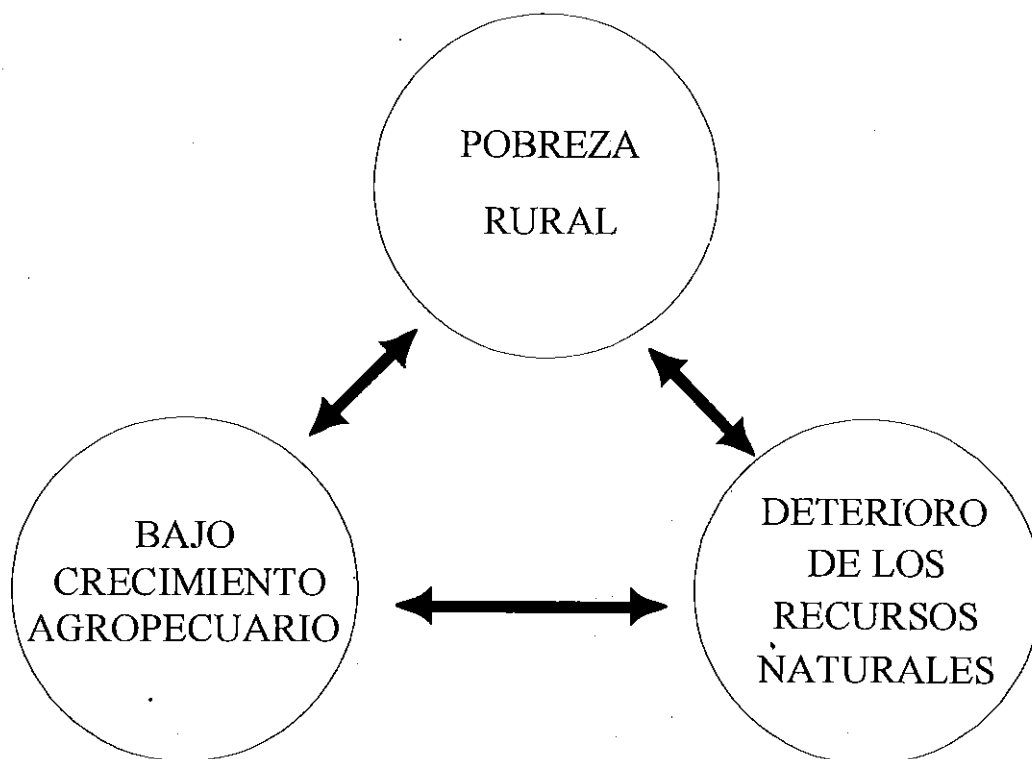 POBREZA
RURAL
BAJO
CRECIMIENTO
AGROPECUARIO
DETERIORO
DE LOS
RECURSOS
NATURALES